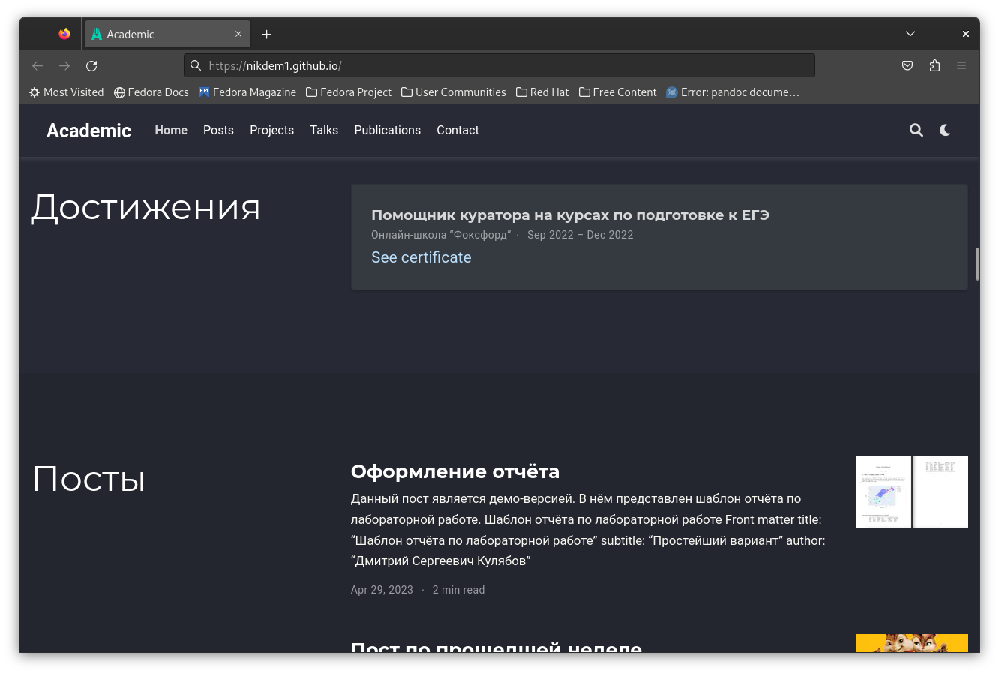 Academic
https://nikdem1.github.io/
Most Visited Fedora Docs Fedora Magazine Fedora Project User Communities Red Hat Free Content Error: pandoc docume…
Academic Home Posts Projects Talks Publications Contact
Достижения
Помощник куратора на курсах по подготовке к ЕГЭ
Онлайн-школа “Фоксфорд” · Sep 2022 – Dec 2022
See certificate
Посты
Оформление отчёта
Данный пост является демо-версией. В нём представлен шаблон отчёта по
лабораторной работе. Шаблон отчёта по лабораторной работе Front matter title:
“Шаблон отчёта по лабораторной работе” subtitle: “Простейший вариант” author:
“Дмитрий Сергеевич Кулябов”
Apr 29, 2023 · 2 min read
Пост по прошедшей неделе